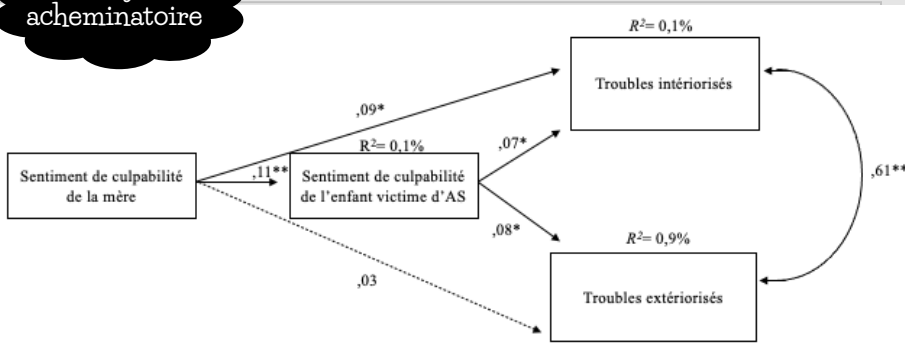 acheminatoire
R²= 0,1%
Troubles intériorisés
,09*
R²= 0,1%
,07*
Sentiment de culpabilité
de la mère
,11**
Sentiment de culpabilité
de l'enfant victime d'AS
,61**
,08*
R²= 0,9%
,03
Troubles extériorisés